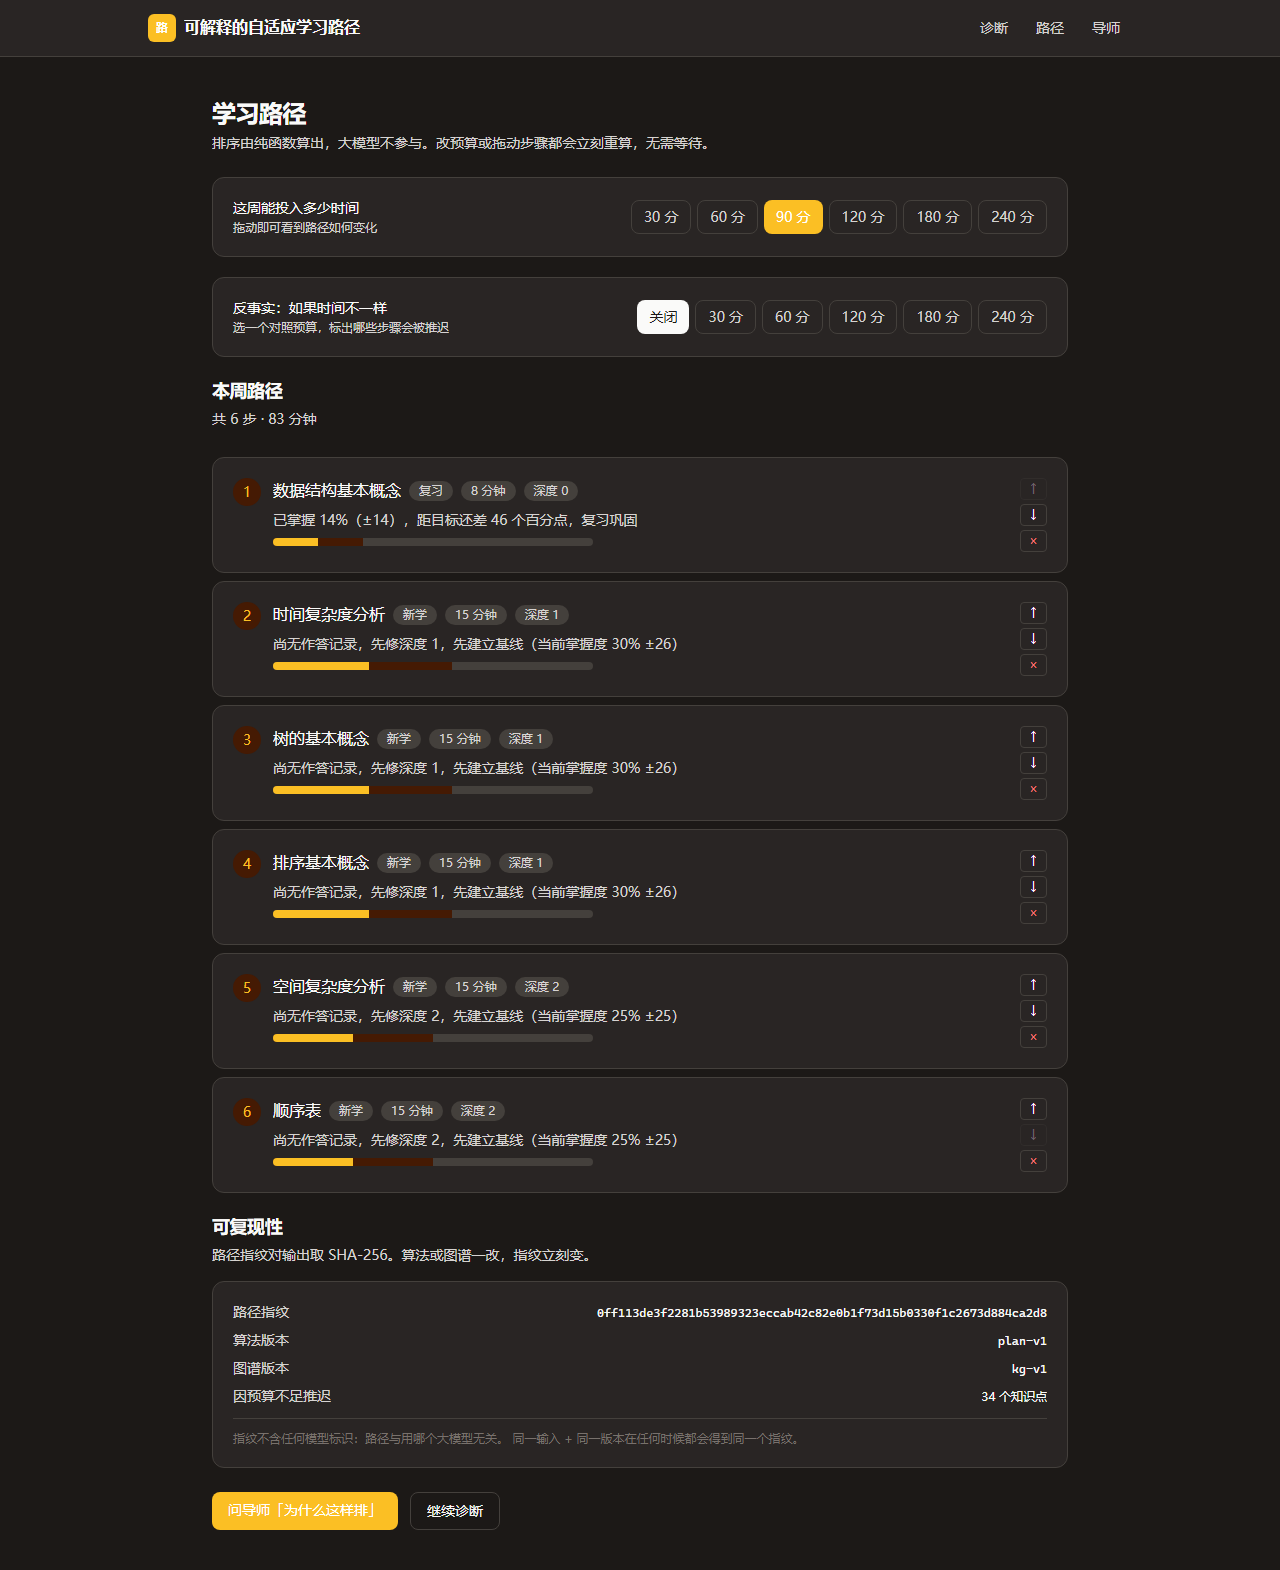 路 可解释的自适应学习路径 诊断 路径 导师
学习路径
排序由纯函数算出，大模型不参与。改预算或拖动步骤都会立刻重算，无需等待。
这周能投入多少时间
拖动即可看到路径如何变化
30 分 60 分 90 分 120 分 180 分 240 分
反事实：如果时间不一样
选一个对照预算，标出哪些步骤会被推迟
关闭 30 分 60 分 120 分 180 分 240 分
本周路径
共 6 步 · 83 分钟
1 数据结构基本概念 复习 8 分钟 深度 0 ↑
已掌握 14%（±14），距目标还差 46 个百分点，复习巩固 ↓
×
2 时间复杂度分析 新学 15 分钟 深度 1 ↑
尚无作答记录，先修深度 1，先建立基线（当前掌握度 30% ±26） ↓
×
3 树的基本概念 新学 15 分钟 深度 1 ↑
尚无作答记录，先修深度 1，先建立基线（当前掌握度 30% ±26） ↓
×
4 排序基本概念 新学 15 分钟 深度 1 ↑
尚无作答记录，先修深度 1，先建立基线（当前掌握度 30% ±26） ↓
×
5 空间复杂度分析 新学 15 分钟 深度 2 ↑
尚无作答记录，先修深度 2，先建立基线（当前掌握度 25% ±25） ↓
×
6 顺序表 新学 15 分钟 深度 2 ↑
尚无作答记录，先修深度 2，先建立基线（当前掌握度 25% ±25） ↓
×
可复现性
路径指纹对输出取 SHA-256。算法或图谱一改，指纹立刻变。
路径指纹 0ff113de3f2281b53989323eccab42c82e0b1f73d15b0330f1c2673d884ca2d8
算法版本 plan-v1
图谱版本 kg-v1
因预算不足推迟 34 个知识点
指纹不含任何模型标识：路径与用哪个大模型无关。 同一输入 + 同一版本在任何时候都会得到同一个指纹。
问导师「为什么这样排」 继续诊断